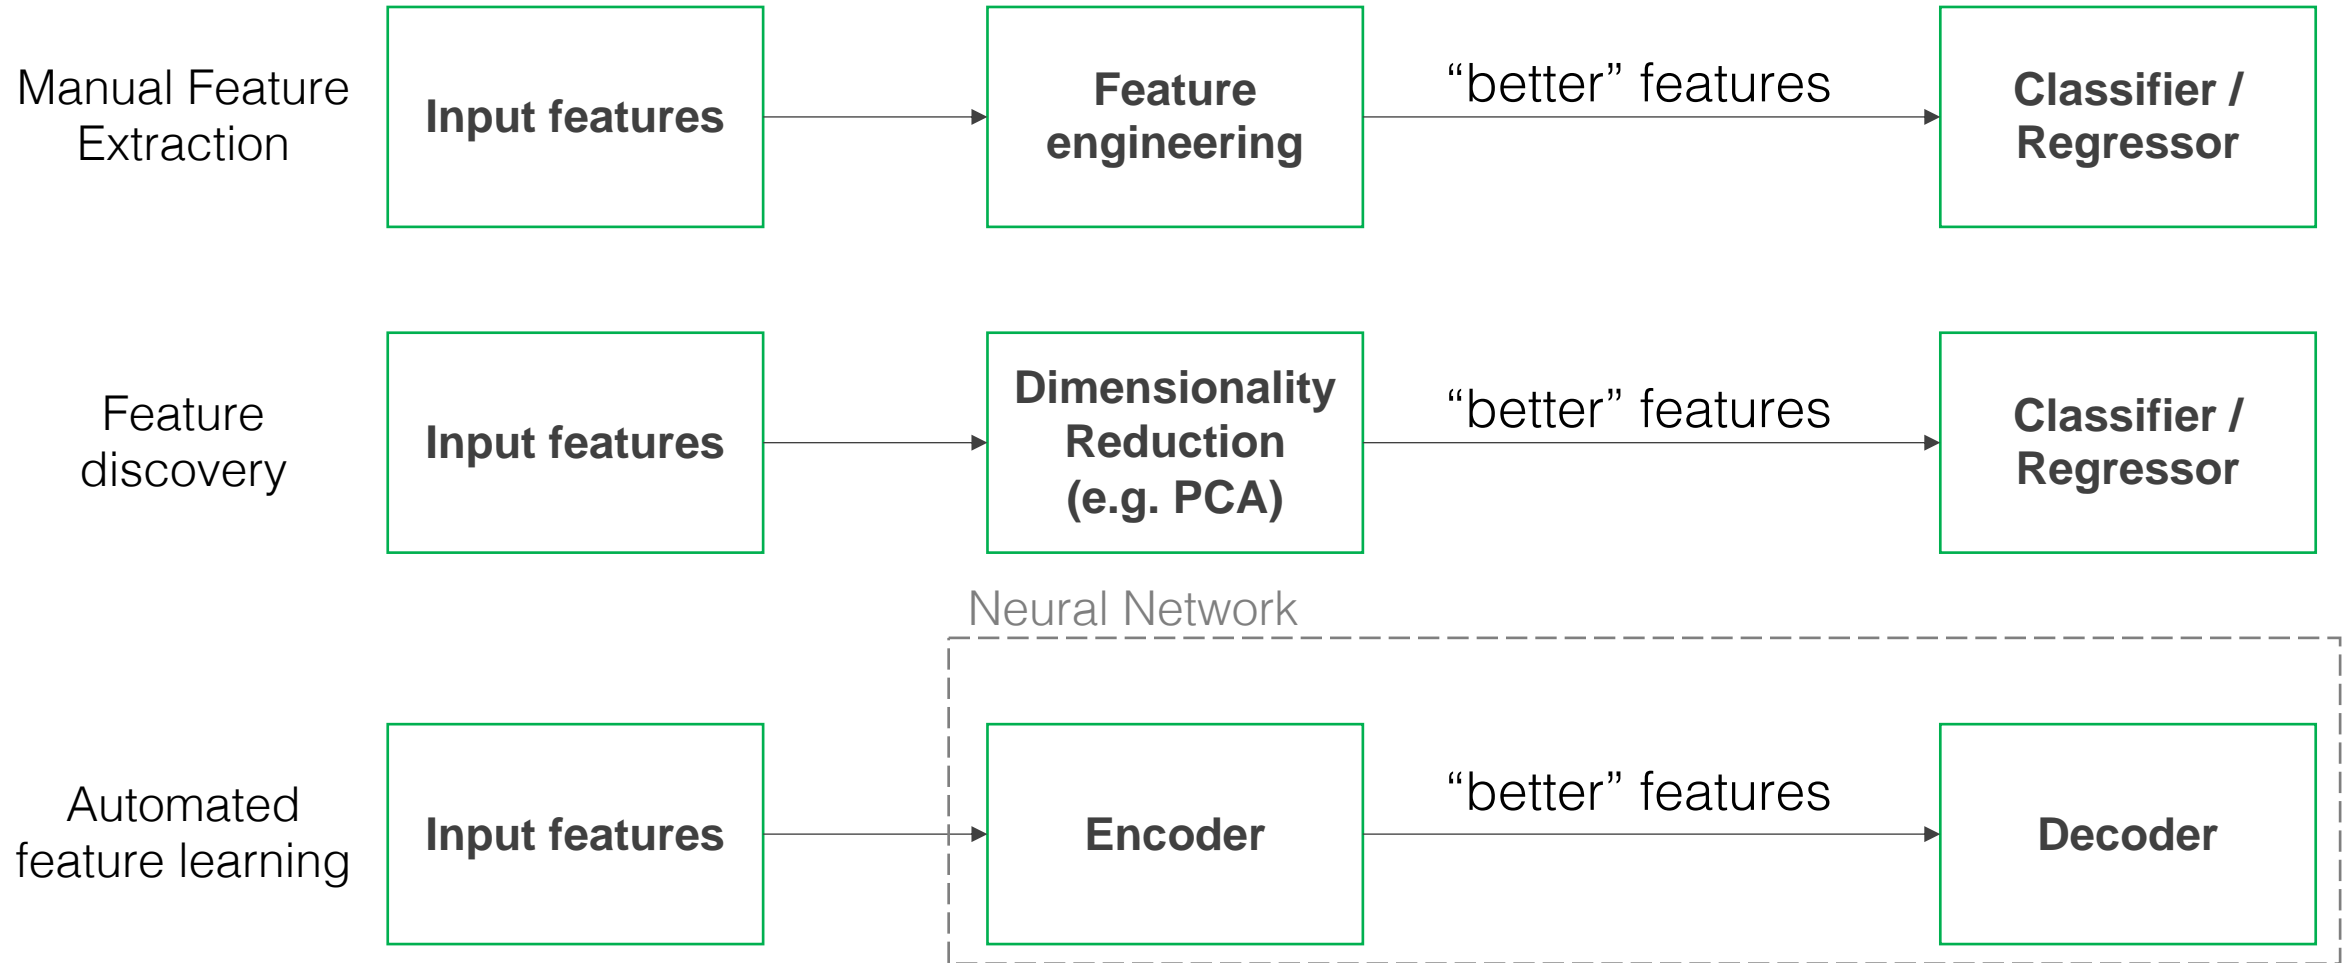 Manual Feature
Extraction
Input features
Feature
engineering
“better” features
Classifier /
Regressor
Feature
discovery
Input features
Dimensionality
Reduction
(e.g. PCA)
“better” features
Classifier /
Regressor
Neural Network
Automated
feature learning
Input features
Encoder
“better” features
Decoder